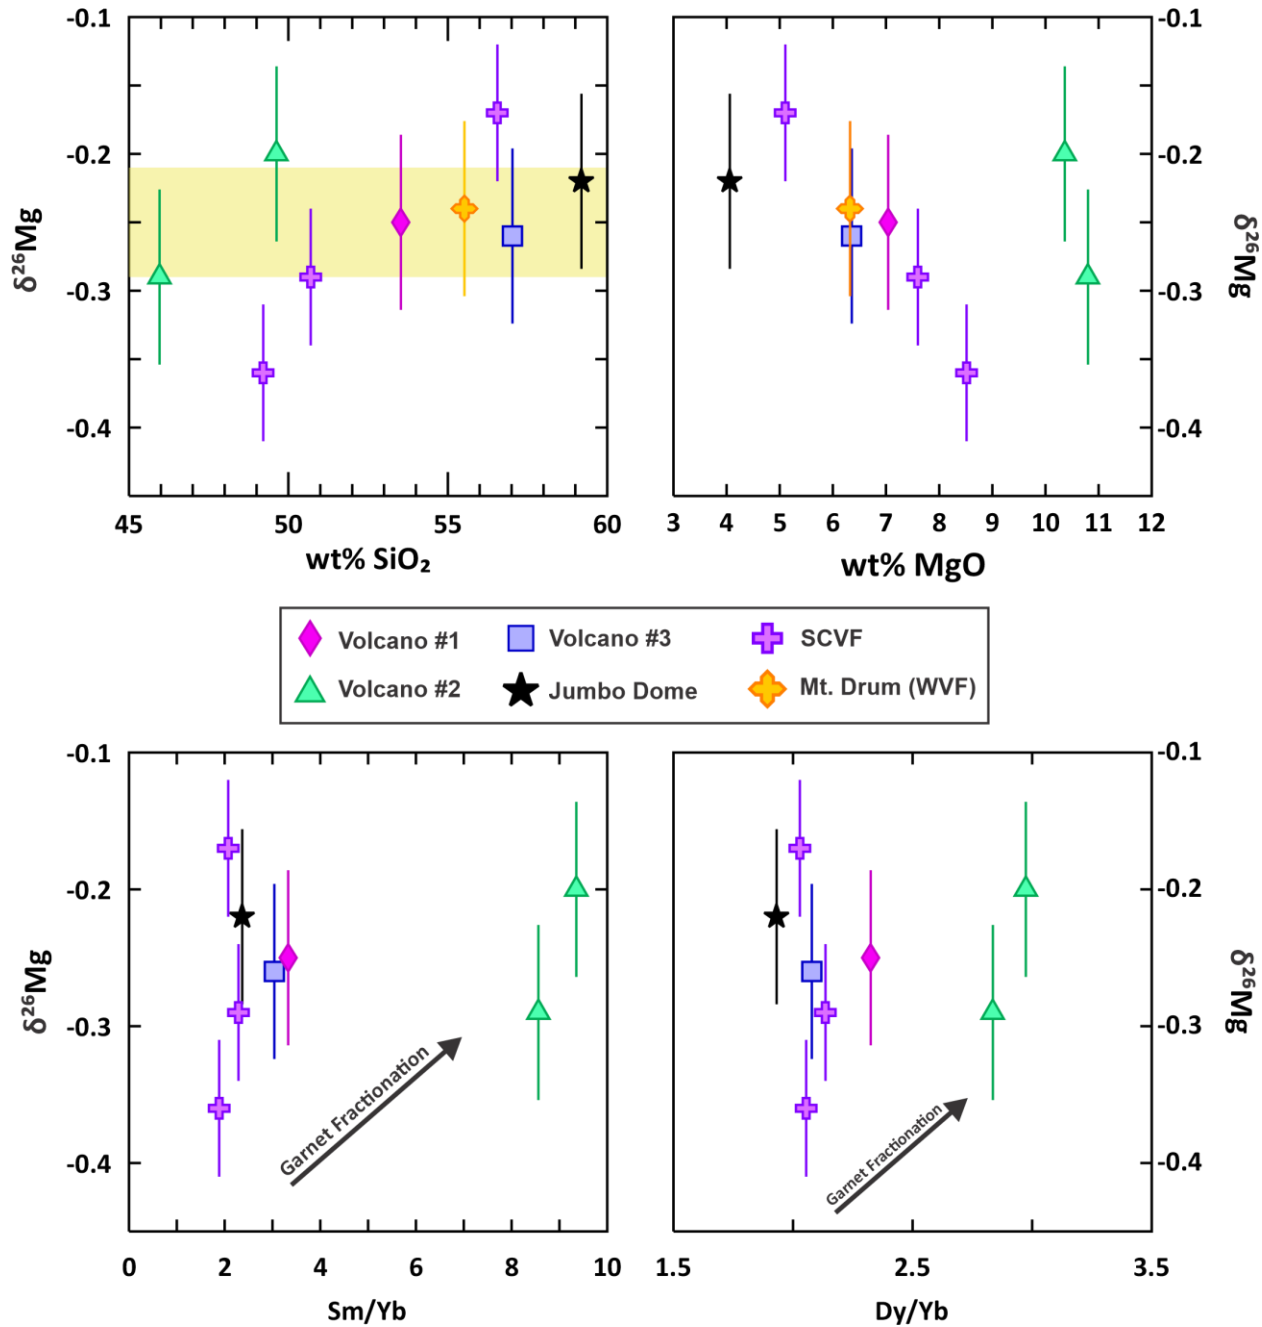 -0.1
-0.2
-0.3
-0.4
δ²⁶Mg
45 50 55 60
wt% SiO₂
-0.1
-0.2
-0.3
-0.4
δ²⁶Mg
3 4 5 6 7 8 9 10 11 12
wt% MgO
Volcano #1 Volcano #3 SCVF
Volcano #2 Jumbo Dome Mt. Drum (WVF)
-0.1
-0.2
-0.3
-0.4
δ²⁶Mg
Garnet Fractionation
0 2 4 6 8 10
Sm/Yb
-0.1
-0.2
-0.3
-0.4
δ²⁶Mg
Garnet Fractionation
1.5 2.5 3.5
Dy/Yb